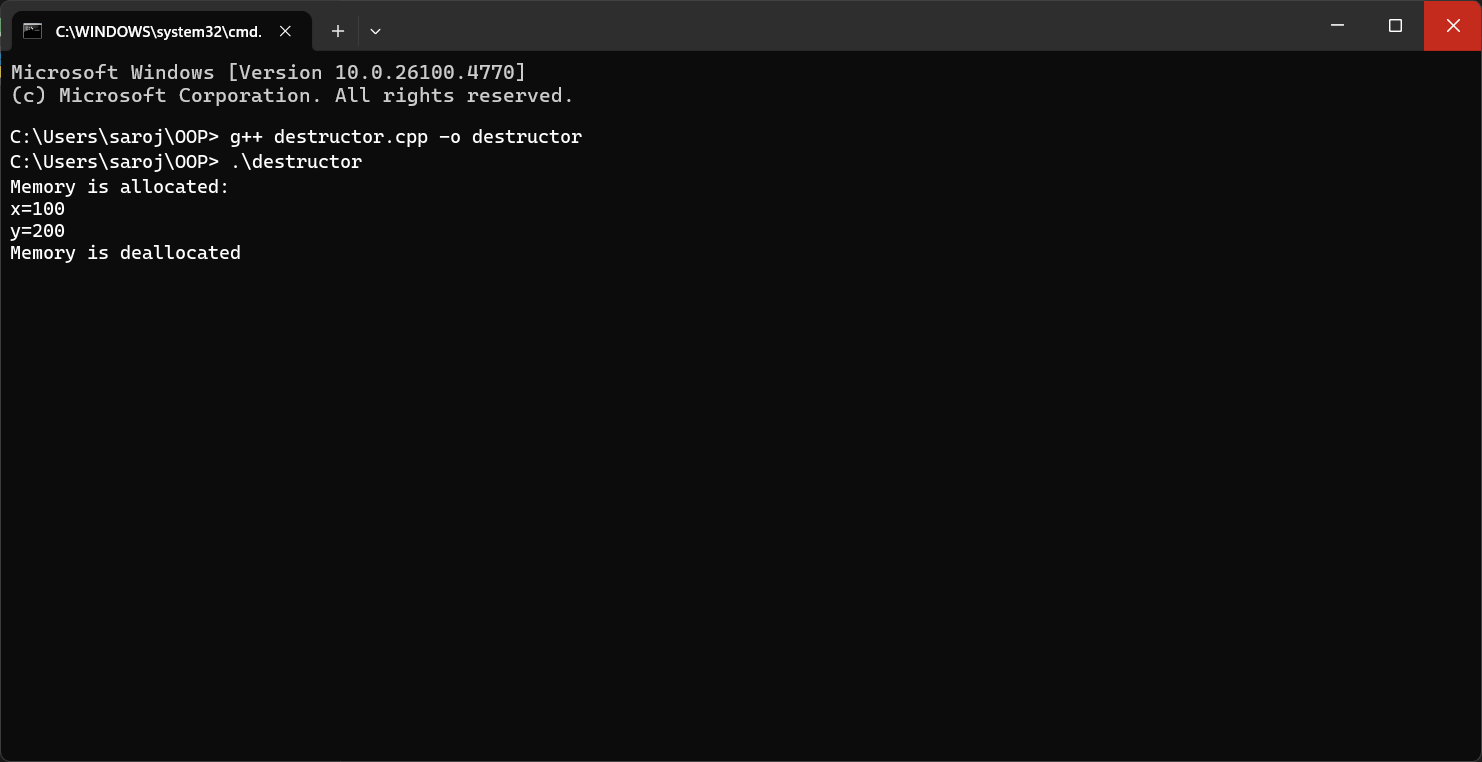 C:\WINDOWS\system32\cmd.
Microsoft Windows [Version 10.0.26100.4770]
(c) Microsoft Corporation. All rights reserved.
C:\Users\saroj\OOP> g++ destructor.cpp -o destructor
C:\Users\saroj\OOP> .\destructor
Memory is allocated:
x=100
y=200
Memory is deallocated